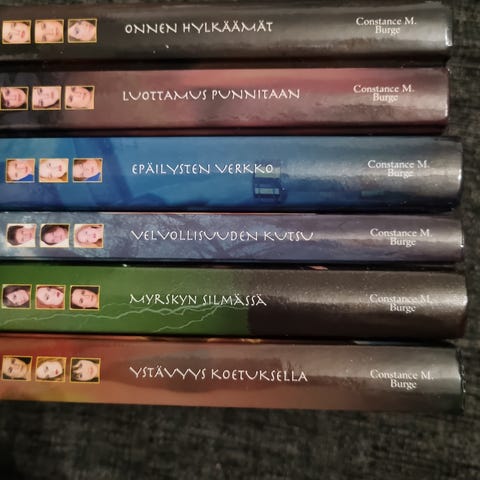 ONNEN HYLKÄÄMÄT
Constance M.
Burge
LUOTTAMUS PUNNITAAN
Constance M.
Burge
EPÄILYSTEN VERKKO
Constance M.
Burge
VELVOLLISUUDEN KUTSU
Constance M.
Burge
MYRSKYN SILMÄSSÄ
Constance M.
Burge
YSTÄVYYS KOETUKSELLA
Constance M.
Burge